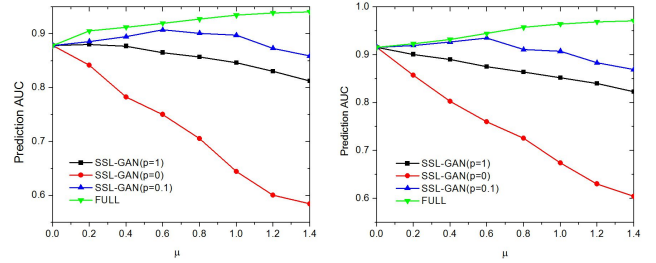 0.9
0.8
0.7
0.6
Prediction AUC
SSL-GAN(p=1)
SSL-GAN(p=0)
SSL-GAN(p=0.1)
FULL
0.0 0.2 0.4 0.6 0.8 1.0 1.2 1.4
μ
1.0
0.9
0.8
0.7
0.6
Prediction AUC
SSL-GAN(p=1)
SSL-GAN(p=0)
SSL-GAN(p=0.1)
FULL
0.0 0.2 0.4 0.6 0.8 1.0 1.2 1.4
μ